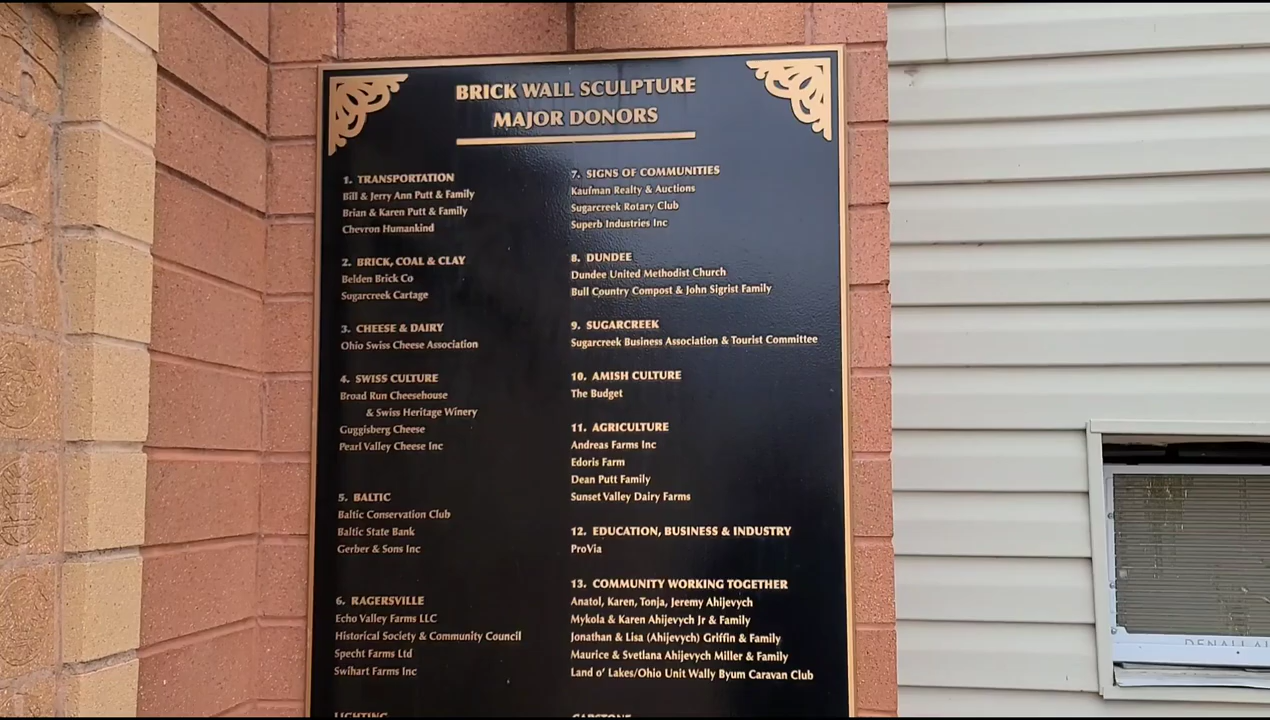 BRICK WALL SCULPTURE
MAJOR DONORS
1. TRANSPORTATION
Bill & Jerry Ann Putt & Family
Brian & Karen Putt & Family
Chevron Humankind
2. BRICK, COAL & CLAY
Belden Brick Co
Sugarcreek Cartage
3. CHEESE & DAIRY
Ohio Swiss Cheese Association
4. SWISS CULTURE
Broad Run Cheesehouse
& Swiss Heritage Winery
Guggisberg Cheese
Pearl Valley Cheese Inc
5. BALTIC
Baltic Conservation Club
Baltic State Bank
Gerber & Sons Inc
6. RAGERSVILLE
Echo Valley Farms LLC
Historical Society & Community Council
Specht Farms Ltd
Swihart Farms Inc
LIGHTING
7. SIGNS OF COMMUNITIES
Kaufman Realty & Auctions
Sugarcreek Rotary Club
Superb Industries Inc
8. DUNDEE
Dundee United Methodist Church
Bull Country Compost & John Sigrist Family
9. SUGARCREEK
Sugarcreek Business Association & Tourist Committee
10. AMISH CULTURE
The Budget
11. AGRICULTURE
Andreas Farms Inc
Edoris Farm
Dean Putt Family
Sunset Valley Dairy Farms
12. EDUCATION, BUSINESS & INDUSTRY
ProVia
13. COMMUNITY WORKING TOGETHER
Anatol, Karen, Tonja, Jeremy Ahijevych
Mykola & Karen Ahijevych Jr & Family
Jonathan & Lisa (Ahijevych) Griffin & Family
Maurice & Svetlana Ahijevych Miller & Family
Land o' Lakes/Ohio Unit Wally Byum Caravan Club
CAPSTONE